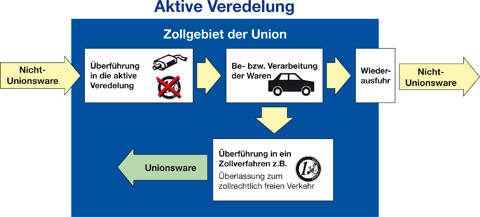 Aktive Veredelung
Zollgebiet der Union
Nicht-
Unionsware
Überführung
in die aktive
Veredelung
Be- bzw. Verarbeitung
der Waren
Wieder-
ausfuhr
Nicht-
Unionsware
Unionsware
Überführung in ein
Zollverfahren z.B.
Überlassung zum
zollrechtlich freien Verkehr
1